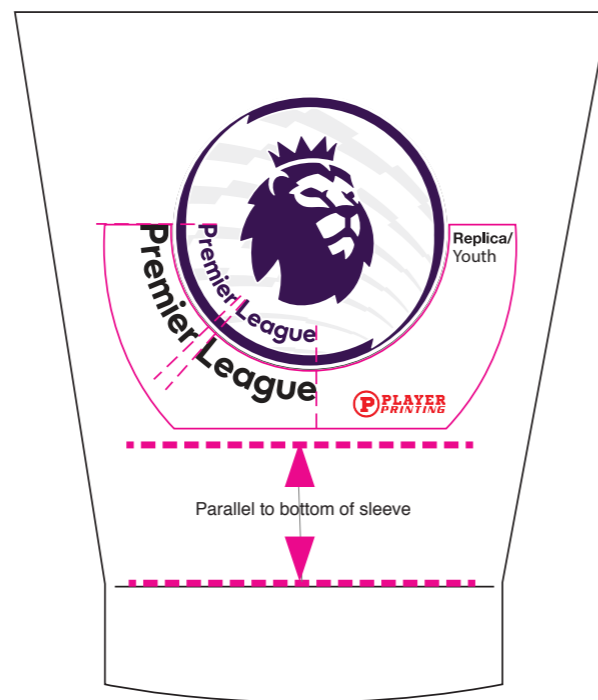 Premier League
Premier League
Replica/
Youth
P PLAYER
PRINTING
Parallel to bottom of sleeve